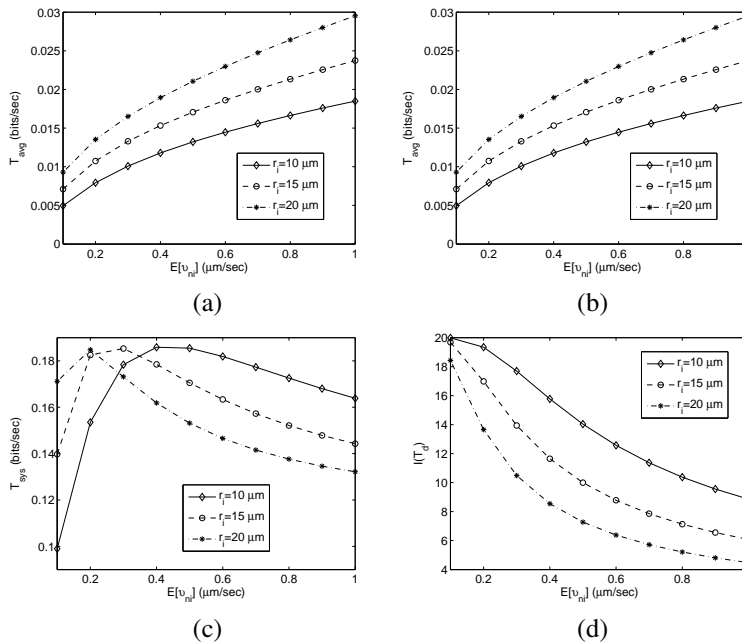 0.03
0.025
0.02
0.015
0.01
0.005
0
T_avg (bits/sec)
0.2 0.4 0.6 0.8 1
E[υ_ni] (μm/sec)
r_i=10 μm
r_i=15 μm
r_i=20 μm
(a)
0.03
0.025
0.02
0.015
0.01
0.005
0
T_avg (bits/sec)
0.2 0.4 0.6 0.8
E[υ_ni] (μm/sec)
r_i=10 μm
r_i=15 μm
r_i=20 μm
(b)
0.18
0.16
0.14
0.12
0.1
T_sys (bits/sec)
0.2 0.4 0.6 0.8 1
E[υ_ni] (μm/sec)
r_i=10 μm
r_i=15 μm
r_i=20 μm
(c)
20
18
16
14
12
10
8
6
4
I(T_d)
0.2 0.4 0.6 0.8
E[υ_ni] (μm/sec)
r_i=10 μm
r_i=15 μm
r_i=20 μm
(d)